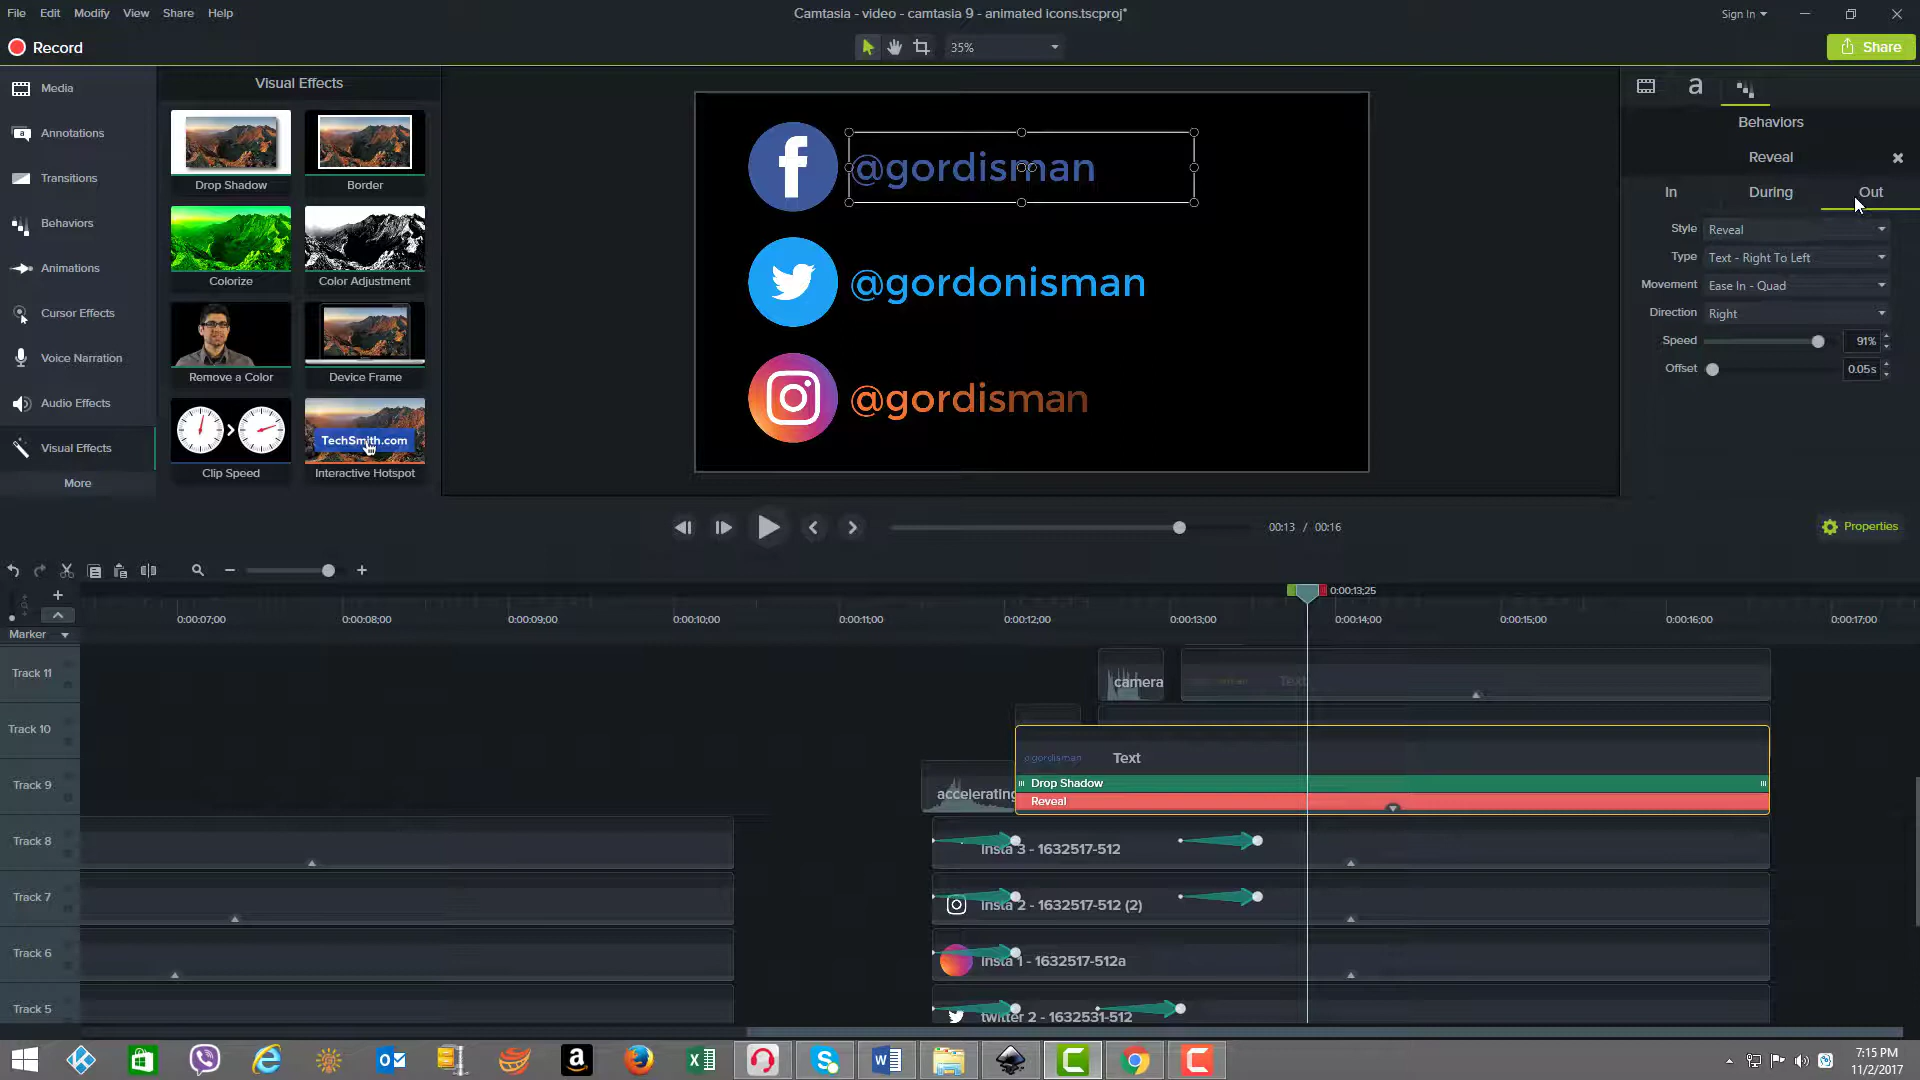 File Edit Modify View Share Help
Camtasia - video - camtasia 9 - animated icons.tscproj*
Sign In
Record
35%
Share
Media
Annotations
Transitions
Behaviors
Animations
Cursor Effects
Voice Narration
Audio Effects
Visual Effects
More
Visual Effects
Drop Shadow
Border
Colorize
Color Adjustment
Remove a Color
Device Frame
Clip Speed
TechSmith.com
Interactive Hotspot
@gordisman
@gordonisman
@gordisman
Behaviors
Reveal
In During Out
Style Reveal
Type Text - Right To Left
Movement Ease In - Quad
Direction Right
Speed 91%
Offset 0.05s
00:13 / 00:16
Properties
0:00:13;25
0:00:07;00 0:00:08;00 0:00:09;00 0:00:10;00 0:00:11;00 0:00:12;00 0:00:13;00 0:00:14;00 0:00:15;00 0:00:16;00 0:00:17;00
Marker
Track 11
camera
Text
Track 10
@gordisman Text
Drop Shadow
Reveal
Track 9
accelerating
Track 8
Insta 3 - 1632517-512
Track 7
Insta 2 - 1632517-512 (2)
Track 6
Insta 1 - 1632517-512a
Track 5
twitter 2 - 1632531-512
7:15 PM
11/2/2017